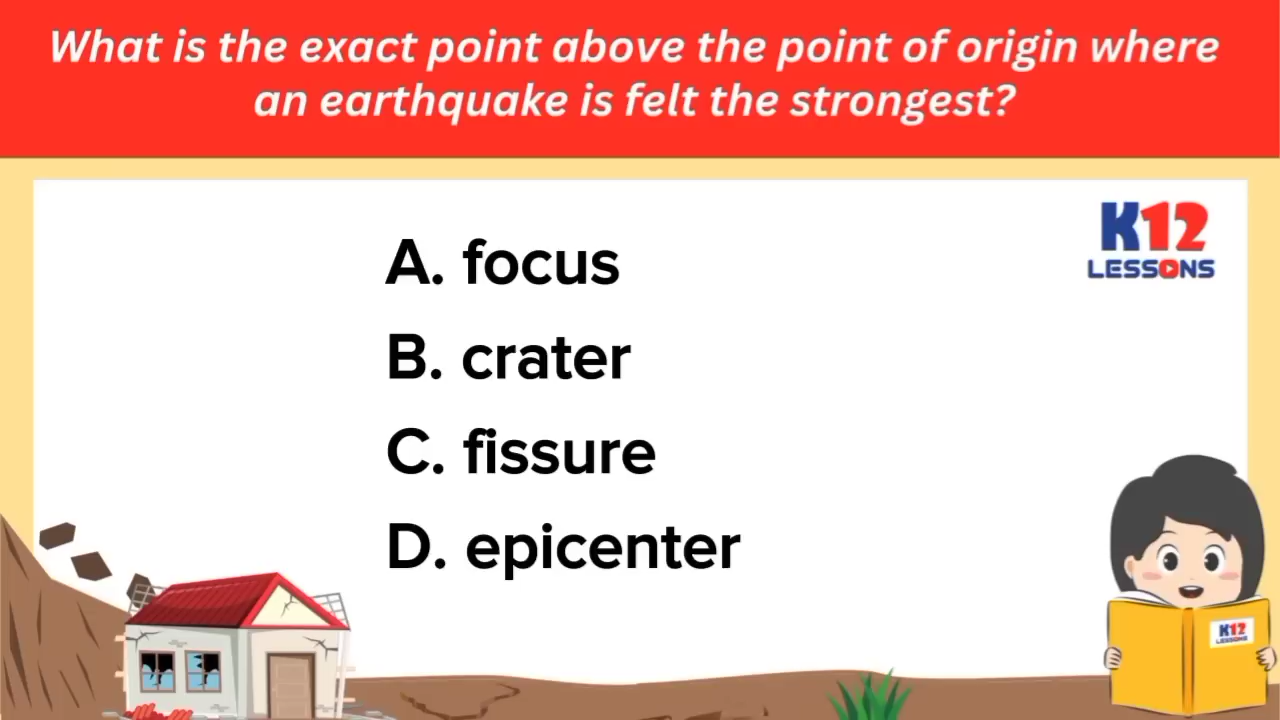 What is the exact point above the point of origin where
an earthquake is felt the strongest?
K12
LESSONS
A. focus
B. crater
C. fissure
D. epicenter
K12
LESSONS